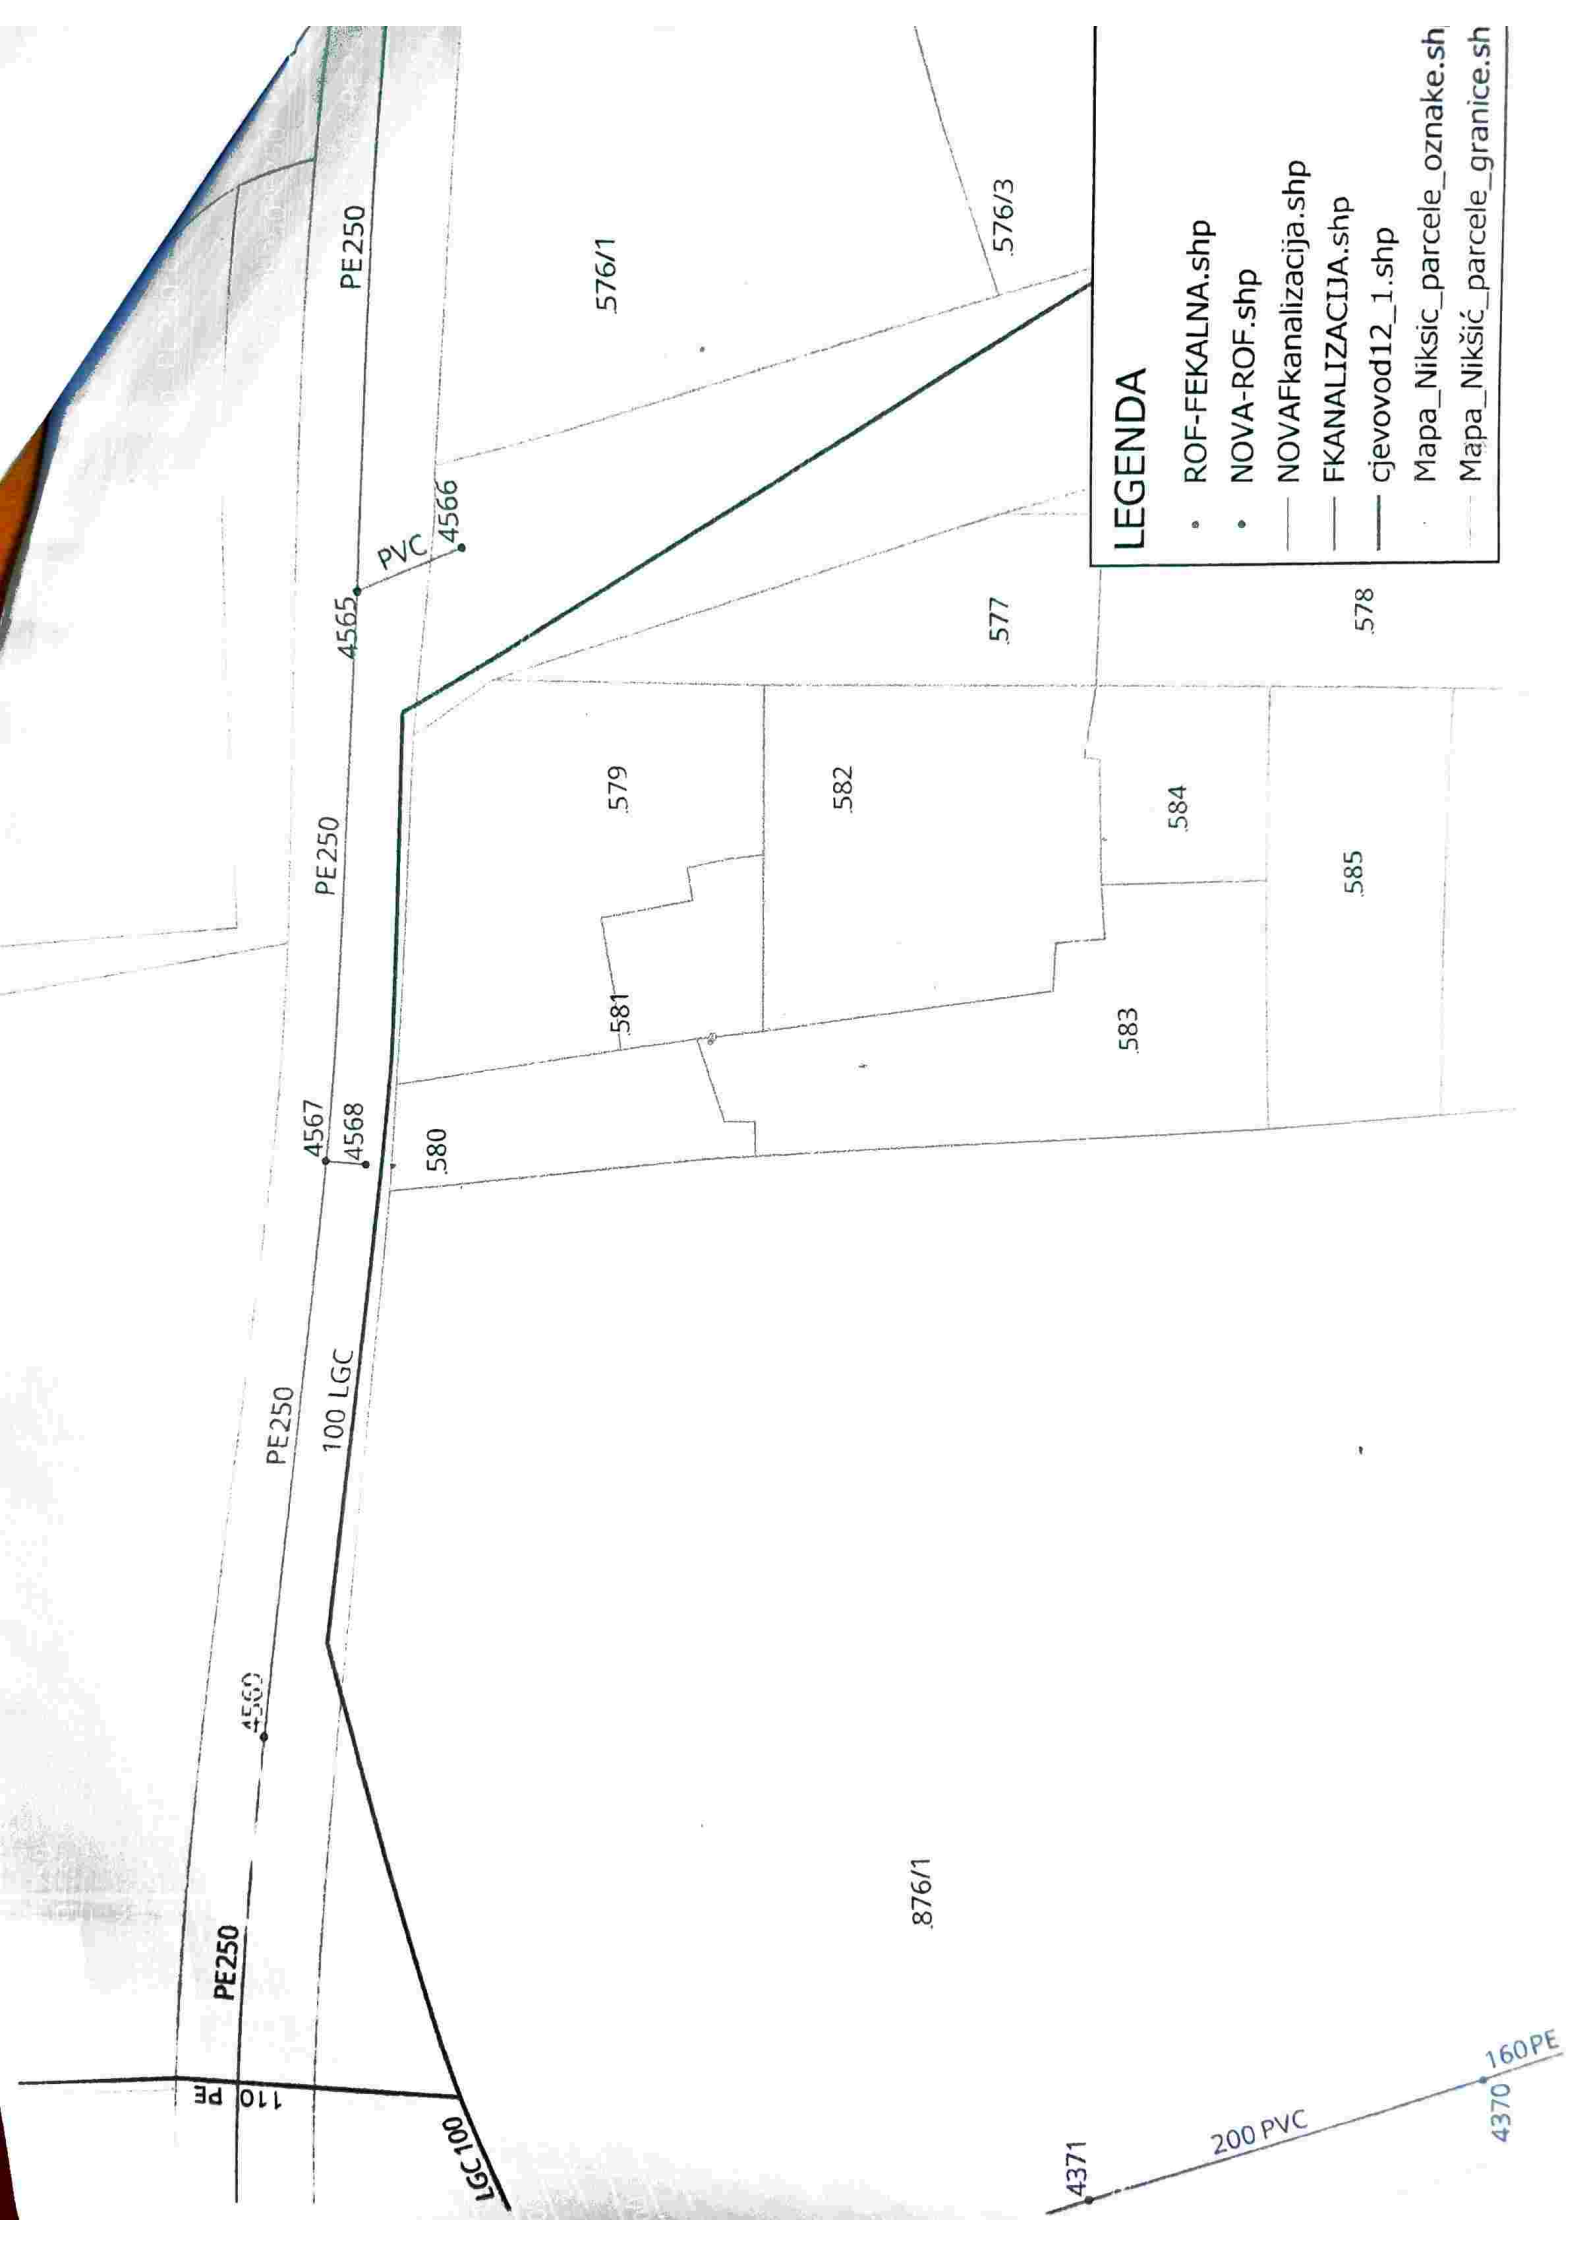 PE250
PE250
PE250
PE250
110
PE
LGC 100
100 LGC
4567
4568
4565
PVC
4566
.576/1
.576/3
.577
.578
.579
.580
.581
.582
.583
.584
.585
.876/1
4371
200 PVC
4370
160PE
LEGENDA
ROF-FEKALNA.shp
NOVA-ROF.shp
NOVAFkanalizacija.shp
FKANALIZACIJA.shp
cjevovod12_1.shp
Mapa_Niksic_parcele_oznake.sh
Mapa_Nikšić_parcele_granice.sh